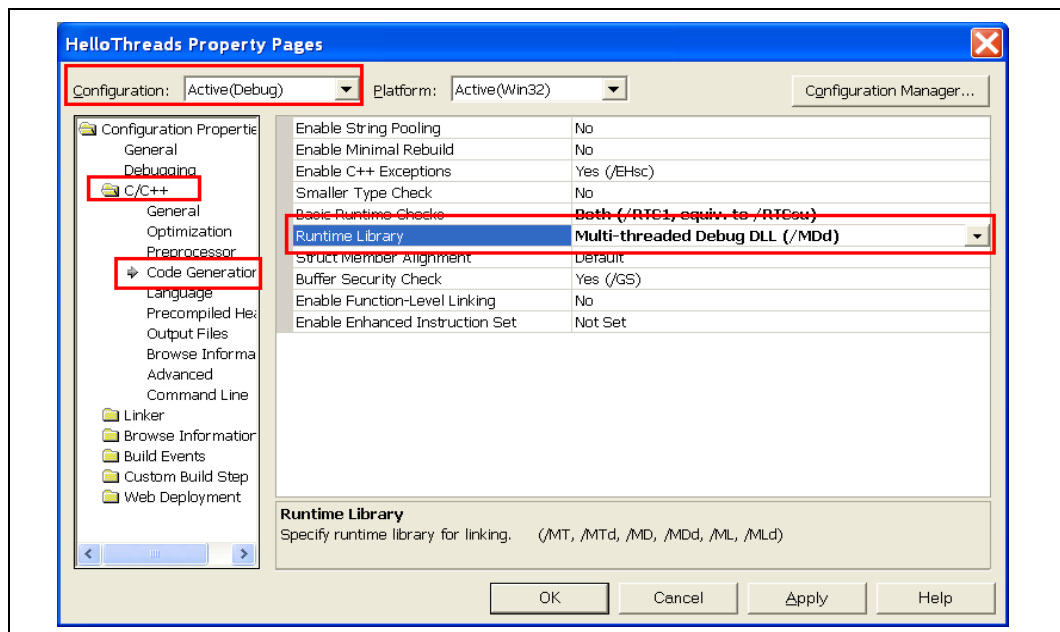 HelloThreads Property Pages
Configuration: Active(Debug) Platform: Active(Win32) Configuration Manager...
Configuration Propertie
General
Debugging
C/C++
General
Optimization
Preprocessor
Code Generation
Language
Precompiled Hea
Output Files
Browse Informa
Advanced
Command Line
Linker
Browse Information
Build Events
Custom Build Step
Web Deployment
Enable String Pooling No
Enable Minimal Rebuild No
Enable C++ Exceptions Yes (/EHsc)
Smaller Type Check No
Basic Runtime Checks Both (/RTC1, equiv. to /RTCsu)
Runtime Library Multi-threaded Debug DLL (/MDd)
Struct Member Alignment Default
Buffer Security Check Yes (/GS)
Enable Function-Level Linking No
Enable Enhanced Instruction Set Not Set
Runtime Library
Specify runtime library for linking. (/MT, /MTd, /MD, /MDd, /ML, /MLd)
OK Cancel Apply Help